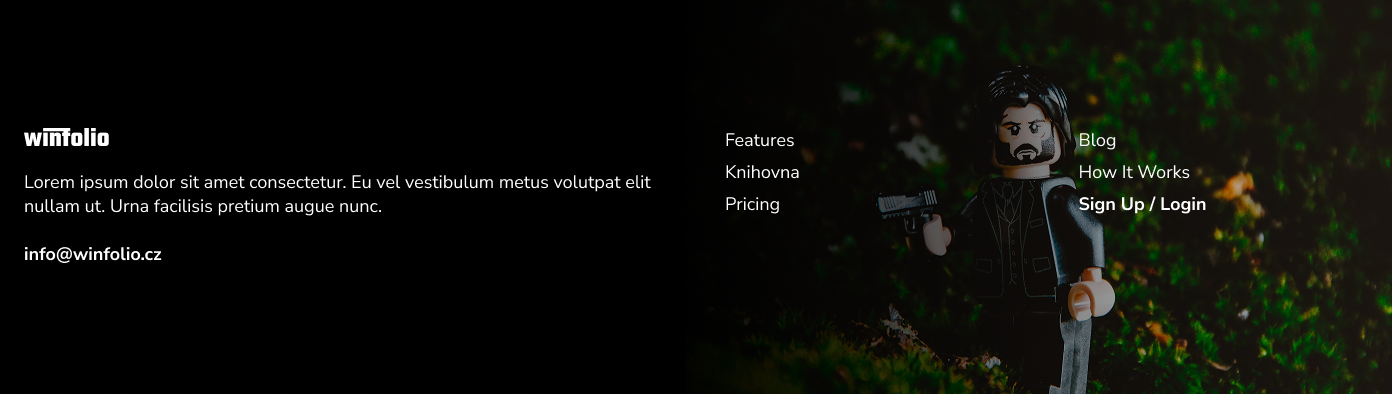 winfolio
Lorem ipsum dolor sit amet consectetur. Eu vel vestibulum metus volutpat elit
nullam ut. Urna facilisis pretium augue nunc.
info@winfolio.cz
Features
Knihovna
Pricing
Blog
How It Works
Sign Up / Login